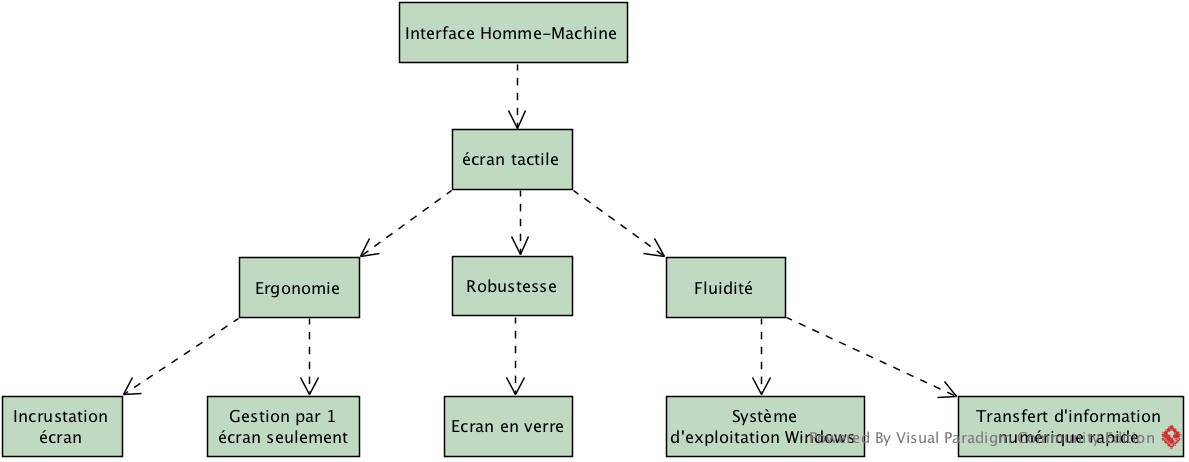 Interface Homme-Machine
écran tactile
Ergonomie
Robustesse
Fluidité
Incrustation
écran
Gestion par 1
écran seulement
Ecran en verre
Système
d'exploitation Windows
Transfert d'information
numérique rapide
Powered By Visual Paradigm Community Edition